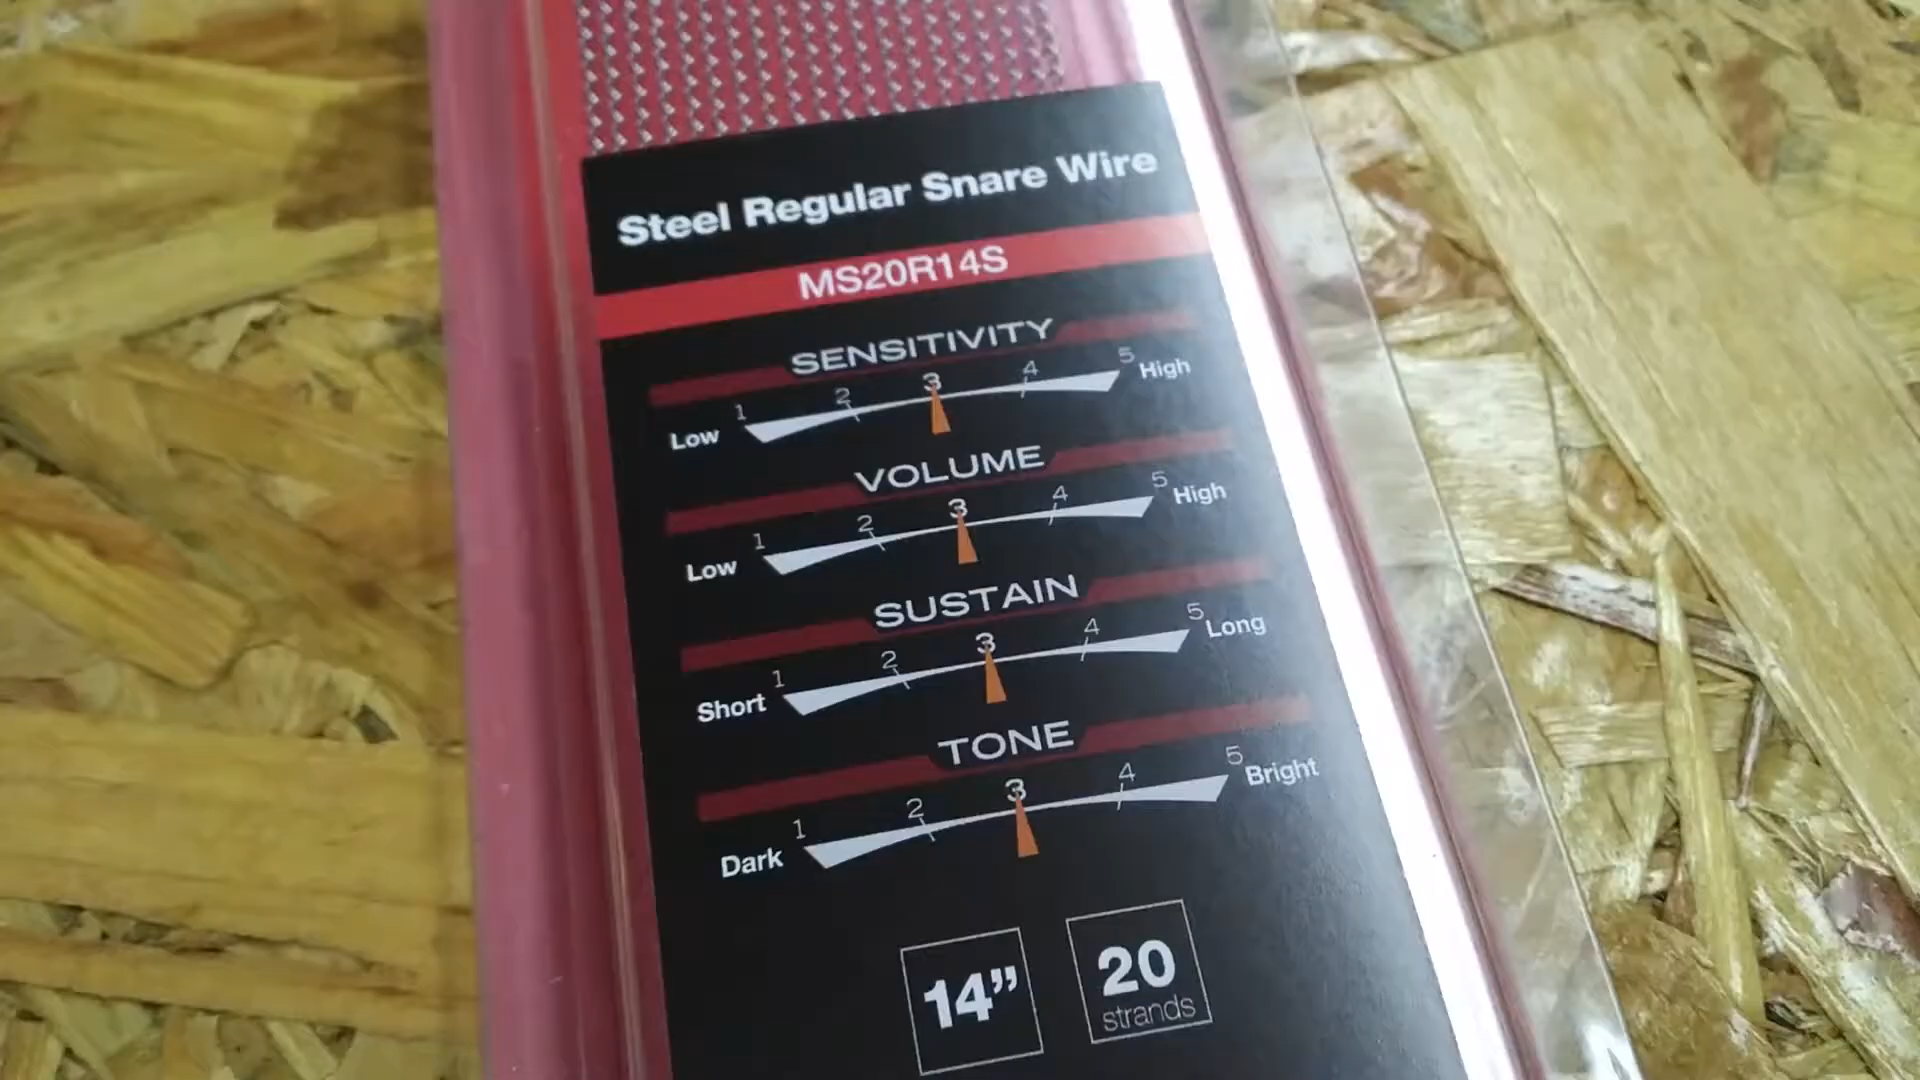 Steel Regular Snare Wire
MS20R14S
SENSITIVITY
Low 1 2 3 4 5 High
VOLUME
Low 1 2 3 4 5 High
SUSTAIN
Short 1 2 3 4 5 Long
TONE
Dark 1 2 3 4 5 Bright
14” 20
strands